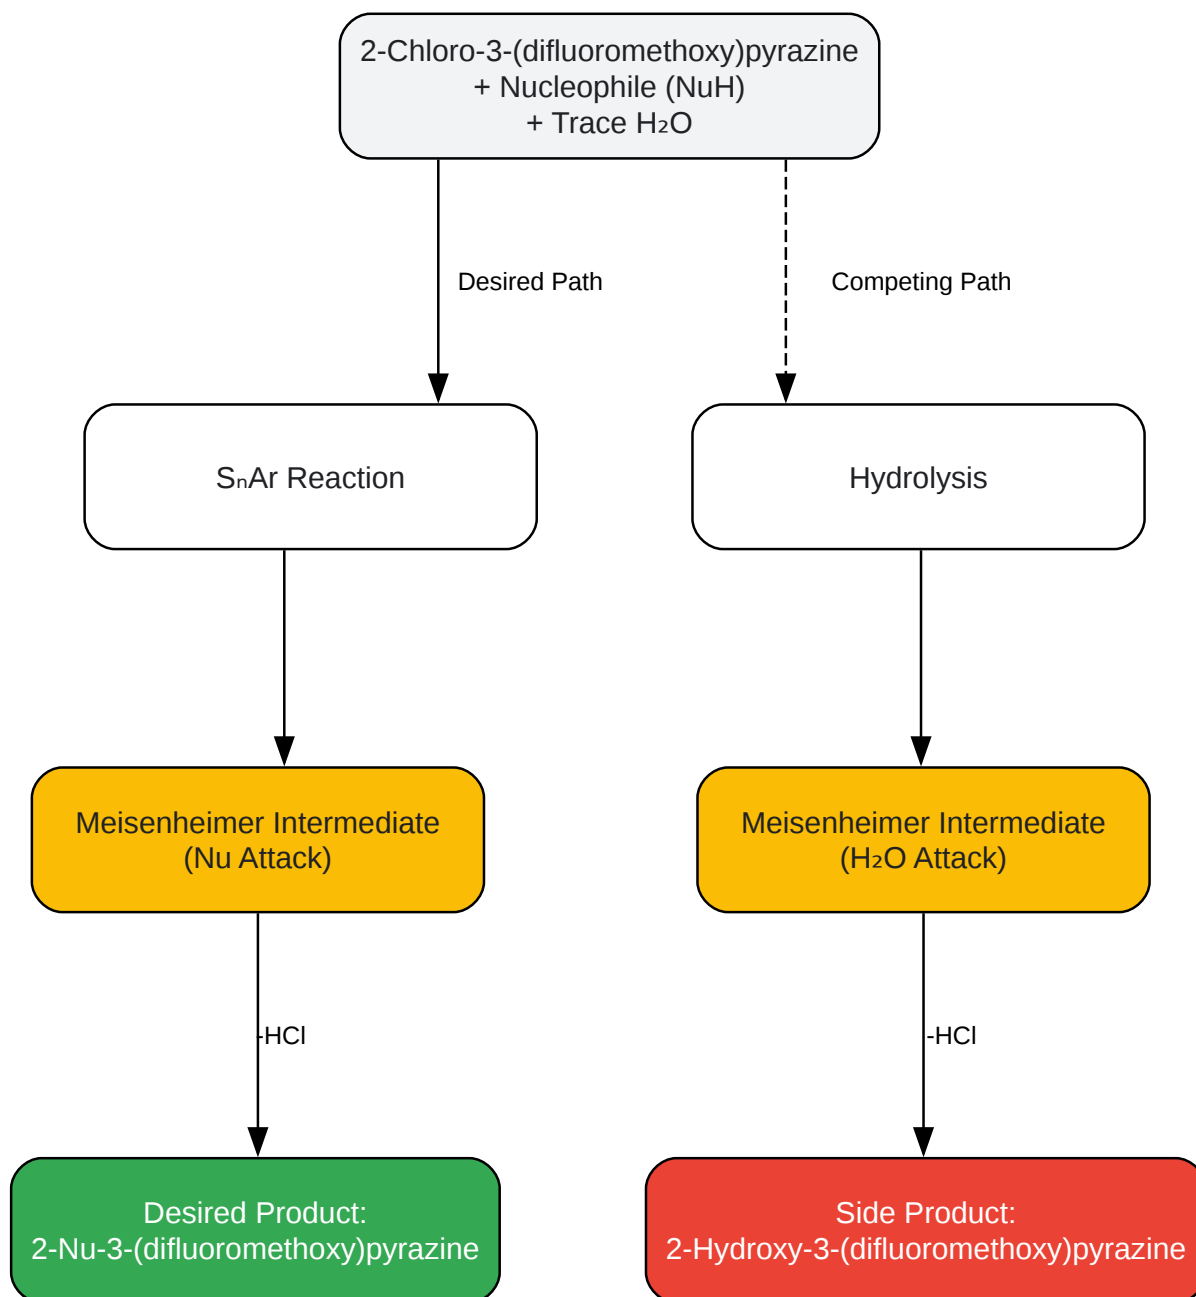 2-Chloro-3-(difluoromethoxy)pyrazine
+ Nucleophile (NuH)
+ Trace H₂O
Desired Path
Competing Path
SₙAr Reaction
Hydrolysis
Meisenheimer Intermediate
(Nu Attack)
Meisenheimer Intermediate
(H₂O Attack)
-HCl
-HCl
Desired Product:
2-Nu-3-(difluoromethoxy)pyrazine
Side Product:
2-Hydroxy-3-(difluoromethoxy)pyrazine